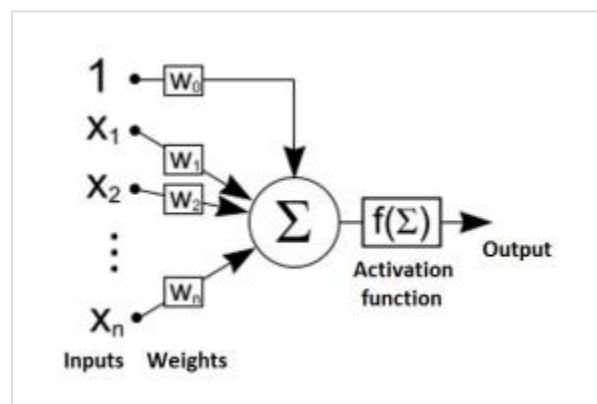 1 W₀
X₁ W₁
X₂ W₂
⋮
Xₙ Wₙ
Σ
f(Σ)
Activation
function
Output
Inputs Weights